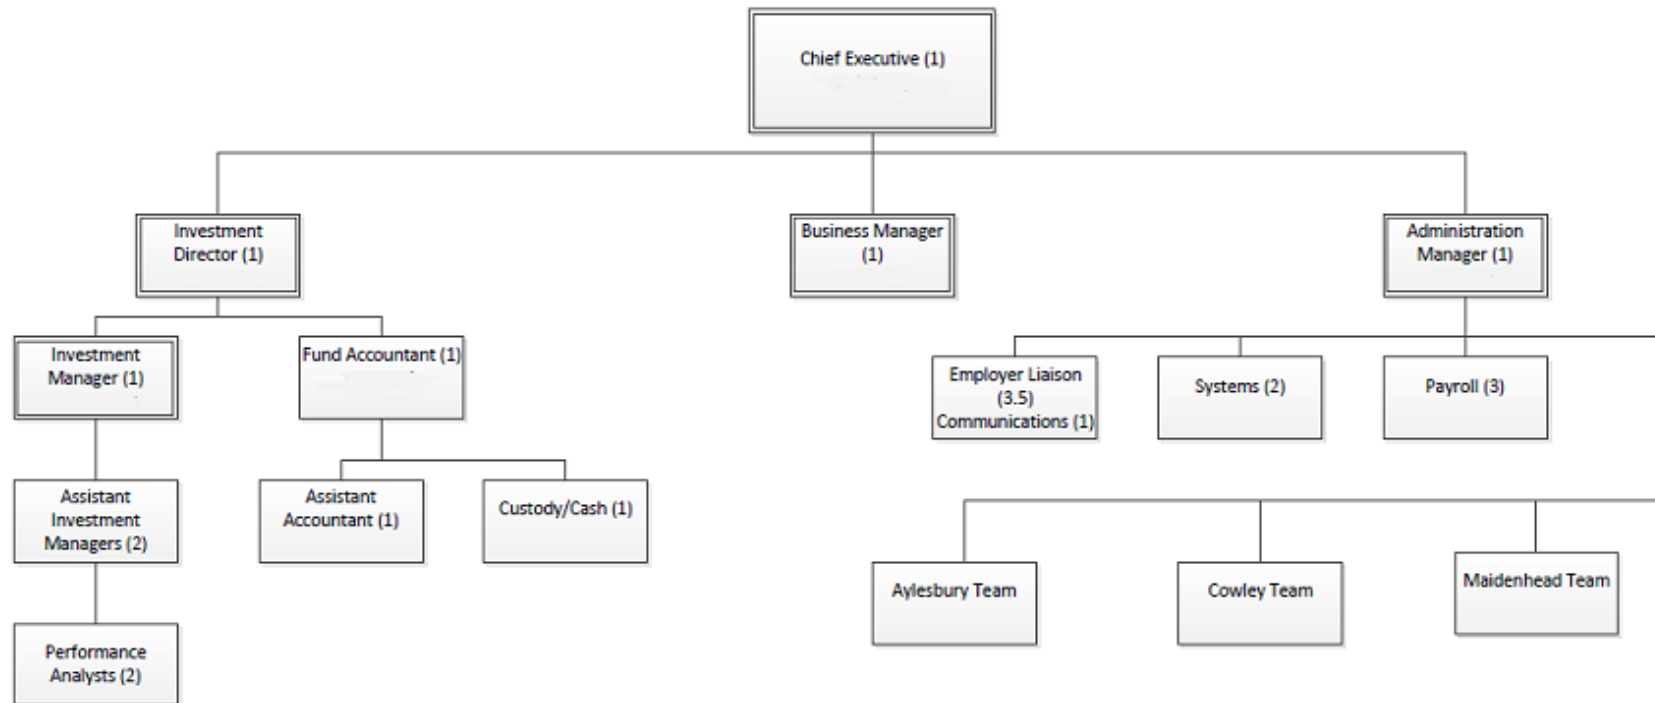 Chief Executive (1)
Investment
Director (1)
Business Manager
(1)
Administration
Manager (1)
Investment
Manager (1)
Fund Accountant (1)
Employer Liaison
(3.5)
Communications (1)
Systems (2)
Payroll (3)
Assistant
Investment
Managers (2)
Assistant
Accountant (1)
Custody/Cash (1)
Aylesbury Team
Cowley Team
Maidenhead Team
Performance
Analysts (2)